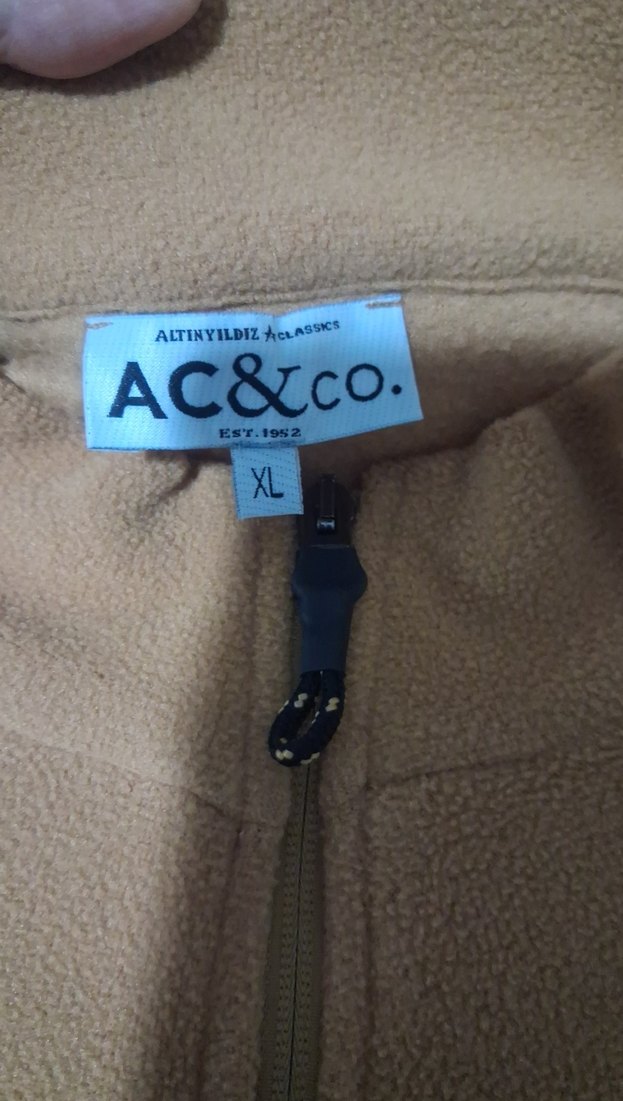 ALTINYILDIZ CLASSICS
AC&CO.
EST. 1952
XL